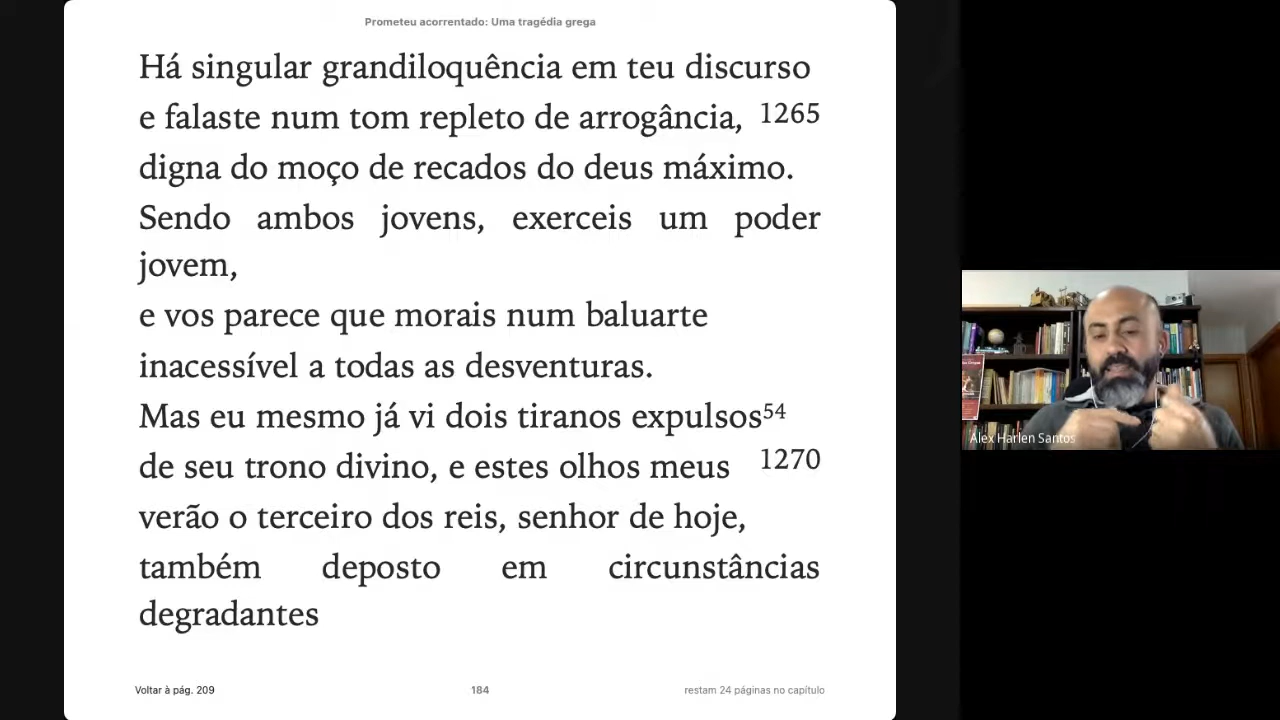 Prometeu acorrentado: Uma tragédia grega
Há singular grandiloquência em teu discurso
e falaste num tom repleto de arrogância, 1265
digna do moço de recados do deus máximo.
Sendo ambos jovens, exerceis um poder
jovem,
e vos parece que morais num baluarte
inacessível a todas as desventuras.
Mas eu mesmo já vi dois tiranos expulsos54
de seu trono divino, e estes olhos meus 1270
verão o terceiro dos reis, senhor de hoje,
também deposto em circunstâncias
degradantes
Voltar à pág. 209 184 restam 24 páginas no capítulo
Alex Harlen Santos